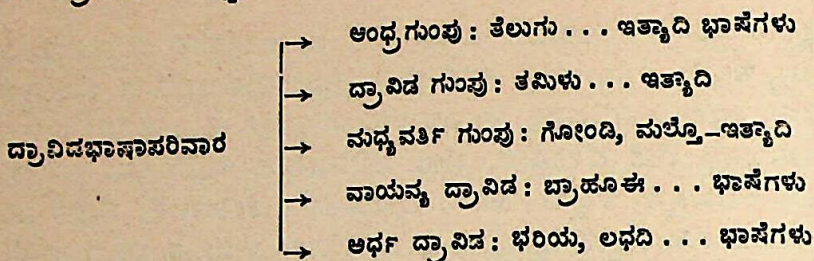 ಆಂಧ್ರಗುಂಪು : ತೆಲುಗು . . . ಇತ್ಯಾದಿ ಭಾಷೆಗಳು
ದ್ರಾವಿಡ ಗುಂಪು : ತಮಿಳು . . . ಇತ್ಯಾದಿ
ದ್ರಾವಿಡಭಾಷಾಪರಿವಾರ
ಮಧ್ಯವರ್ತಿ ಗುಂಪು : ಗೋಂಡಿ, ಮಲ್ತೊ–ಇತ್ಯಾದಿ
ವಾಯವ್ಯ ದ್ರಾವಿಡ : ಬ್ರಾಹೂಈ . . . ಭಾಷೆಗಳು
ಅರ್ಧ ದ್ರಾವಿಡ : ಭರಿಯ, ಲಧದಿ . . . ಭಾಷೆಗಳು